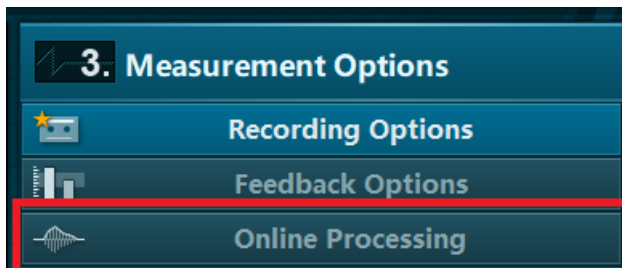 3. Measurement Options
Recording Options
Feedback Options
Online Processing